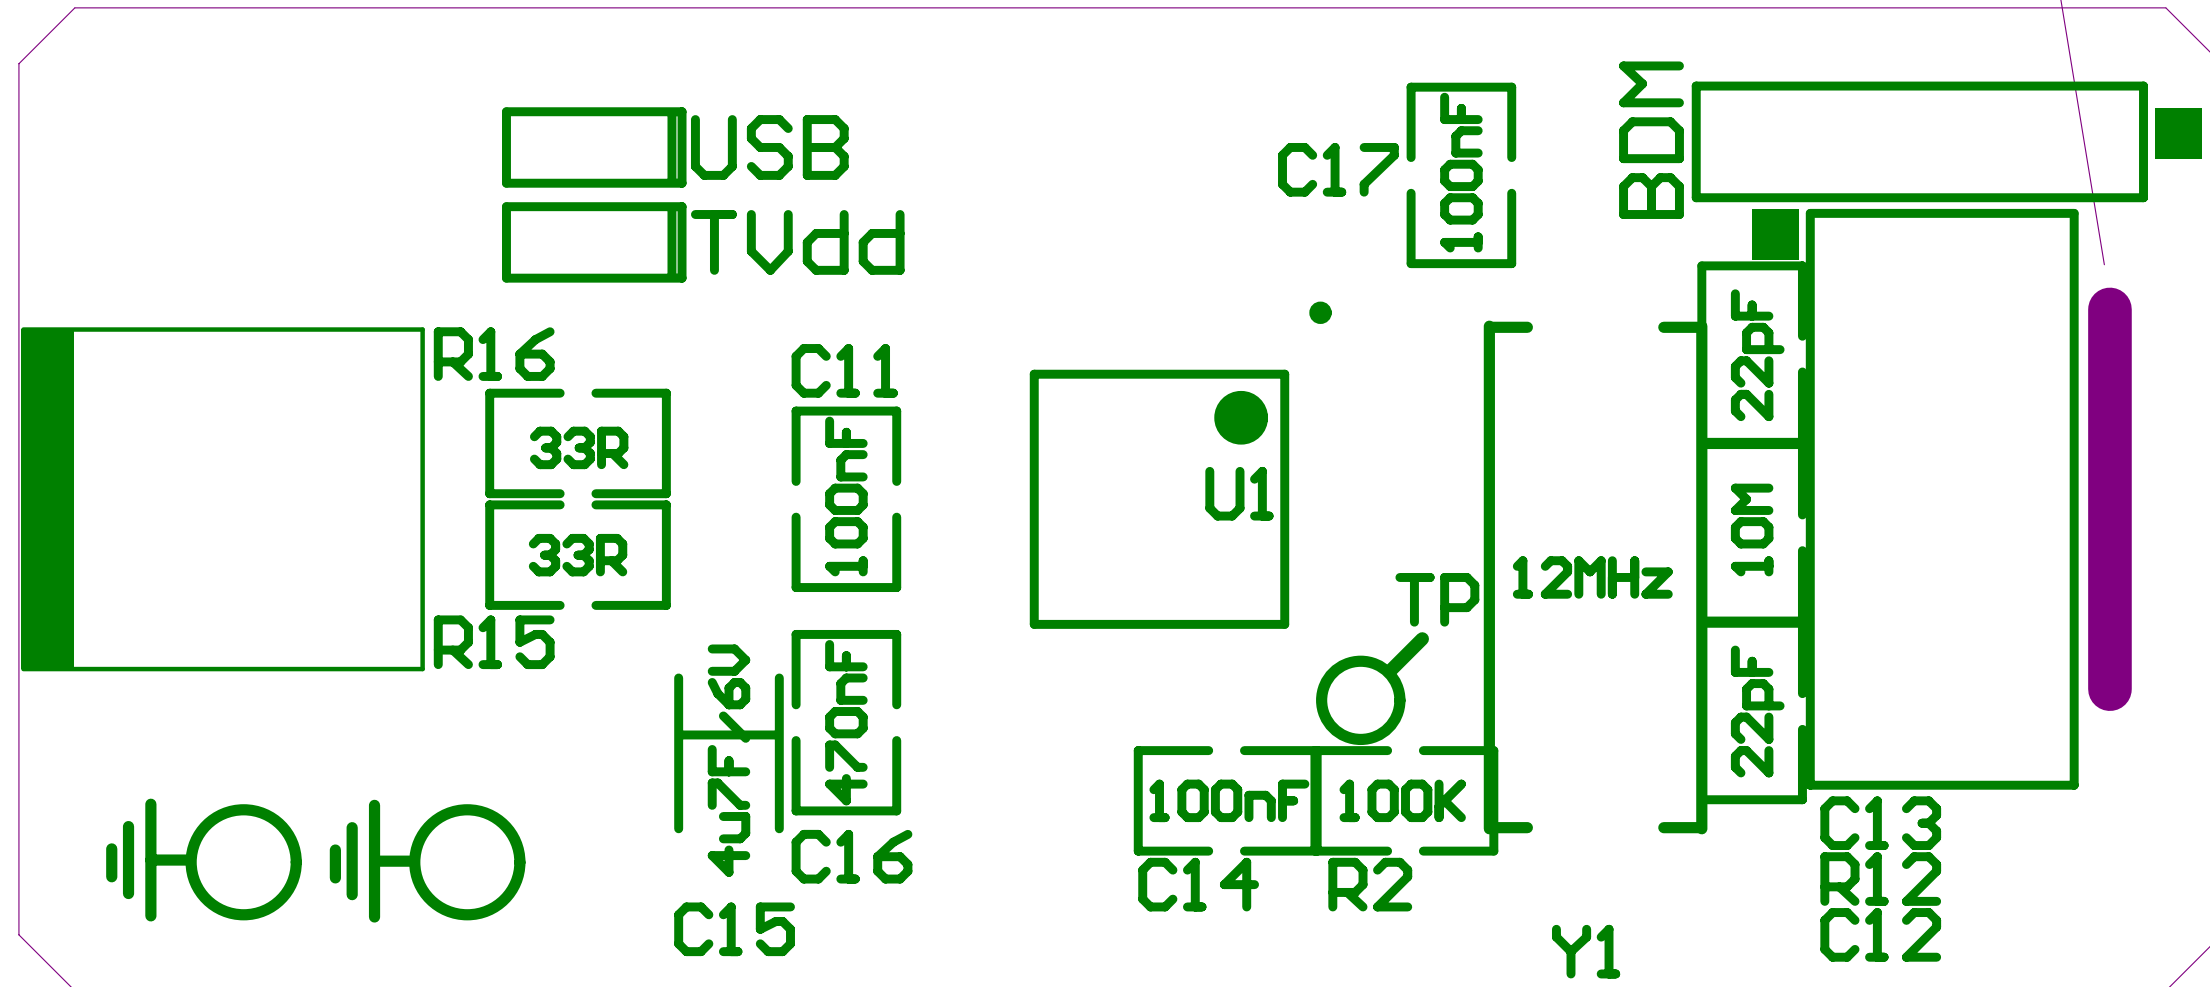 USB
TVdd
C17
100nF
BDM
R16
33R
33R
R15
C11
100nF
U1
TP
12MHz
22pF
10M
22pF
4u7F/6V
470nF
C16
C15
100nF
100K
C14
R2
Y1
C13
R12
C12